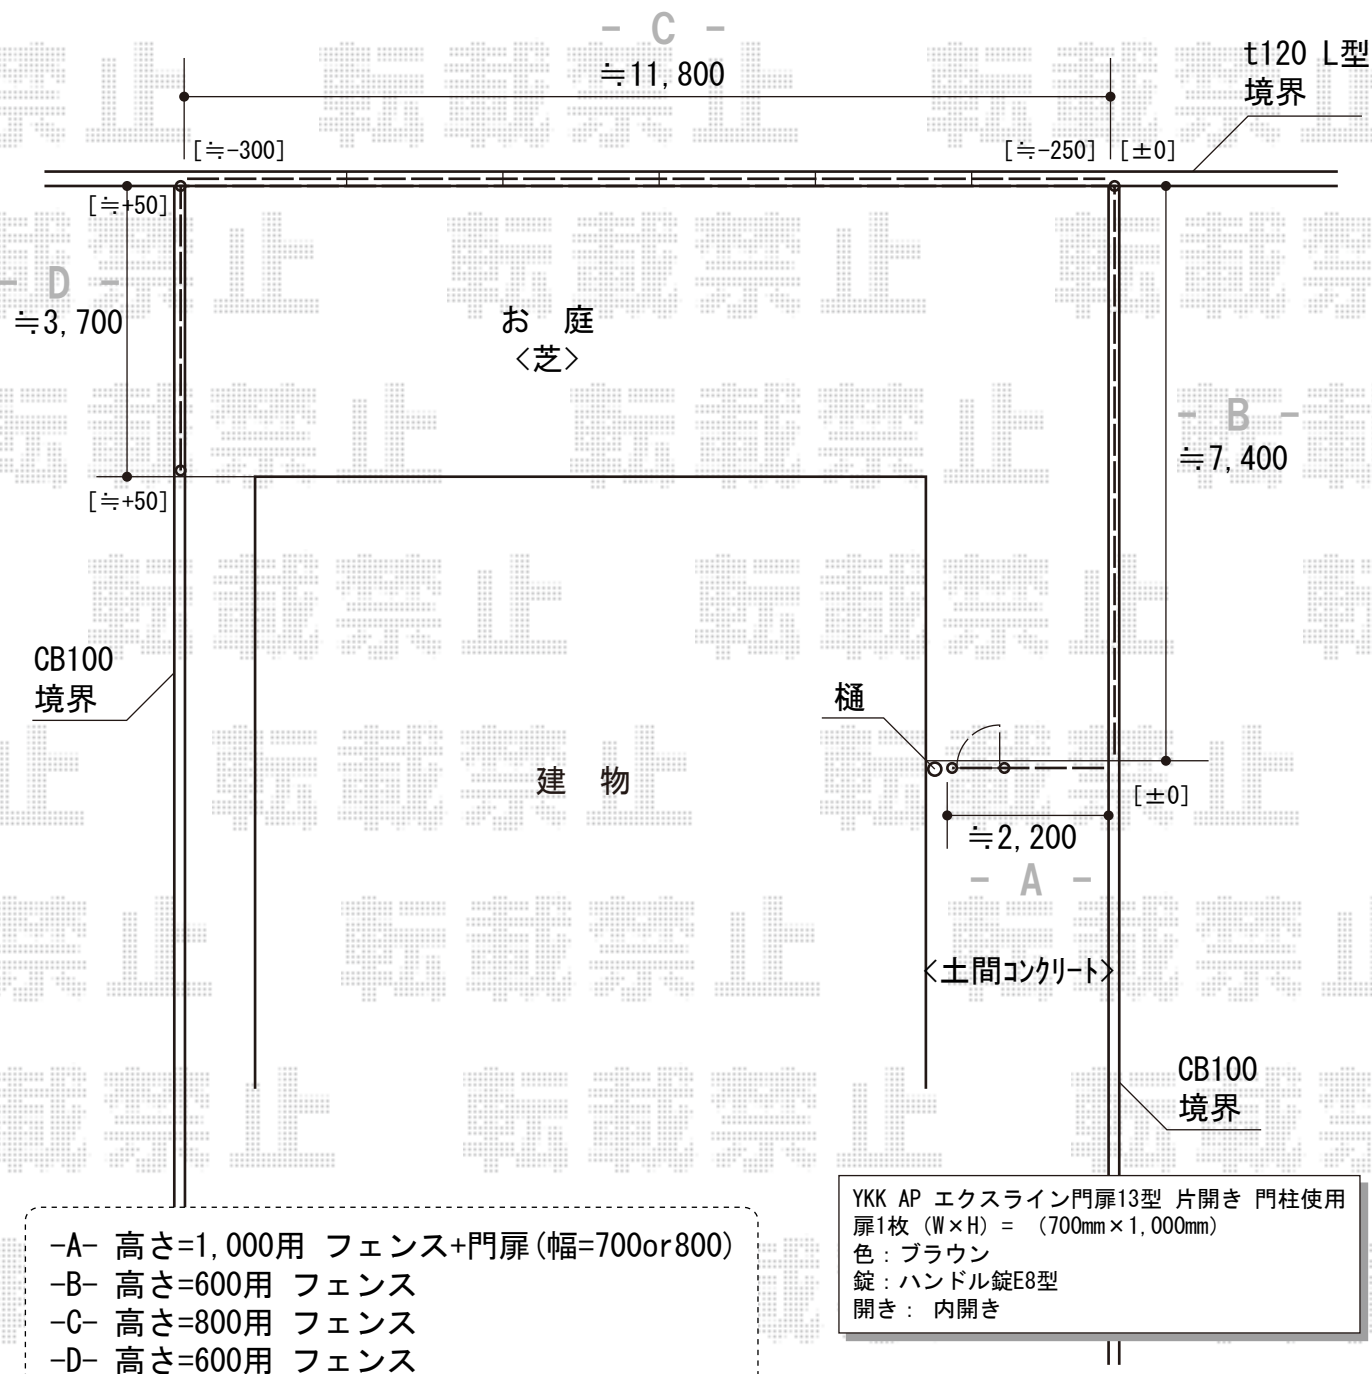 - C -
≒11,800
t120 L型
境界
[≒-300]
[≒-250]
[±0]
[≒+50]
- D -
≒3,700
お 庭
<芝>
- B -
≒7,400
[≒+50]
CB100
境界
樋
建 物
[±0]
≒2,200
- A -
<土間コンクリート>
CB100
境界
YKK AP エクスライン門扉13型 片開き 門柱使用
扉1枚 (W×H) = (700mm×1,000mm)
色：ブラウン
錠：ハンドル錠E8型
開き： 内開き
-A- 高さ=1,000用 フェンス+門扉(幅=700or800)
-B- 高さ=600用 フェンス
-C- 高さ=800用 フェンス
-D- 高さ=600用 フェンス
転載禁止